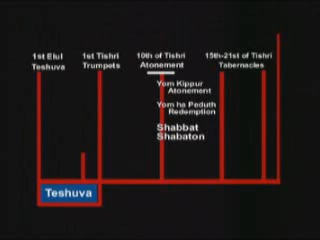 1st Elul
Teshuva
1st Tishri
Trumpets
10th of Tishri
Atonement
15th-21st of Tishri
Tabernacles
Yom Kippur
Atonement
Yom ha Peduth
Redemption
Shabbat
Shabaton
Teshuva